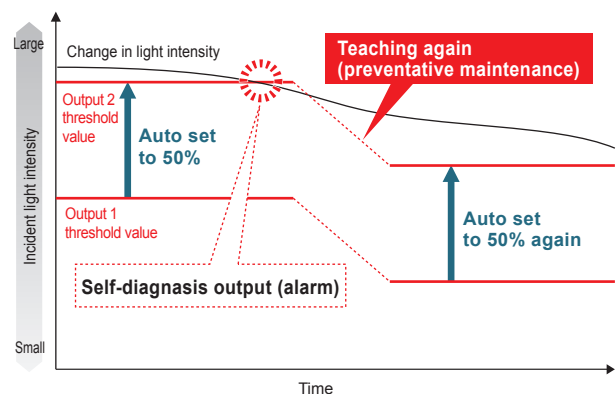 Large
Change in light intensity
Teaching again
(preventative maintenance)
Output 2
threshold
value
Auto set
to 50%
Incident light intensity
Output 1
threshold value
Auto set
to 50% again
Self-diagnosis output (alarm)
Small
Time